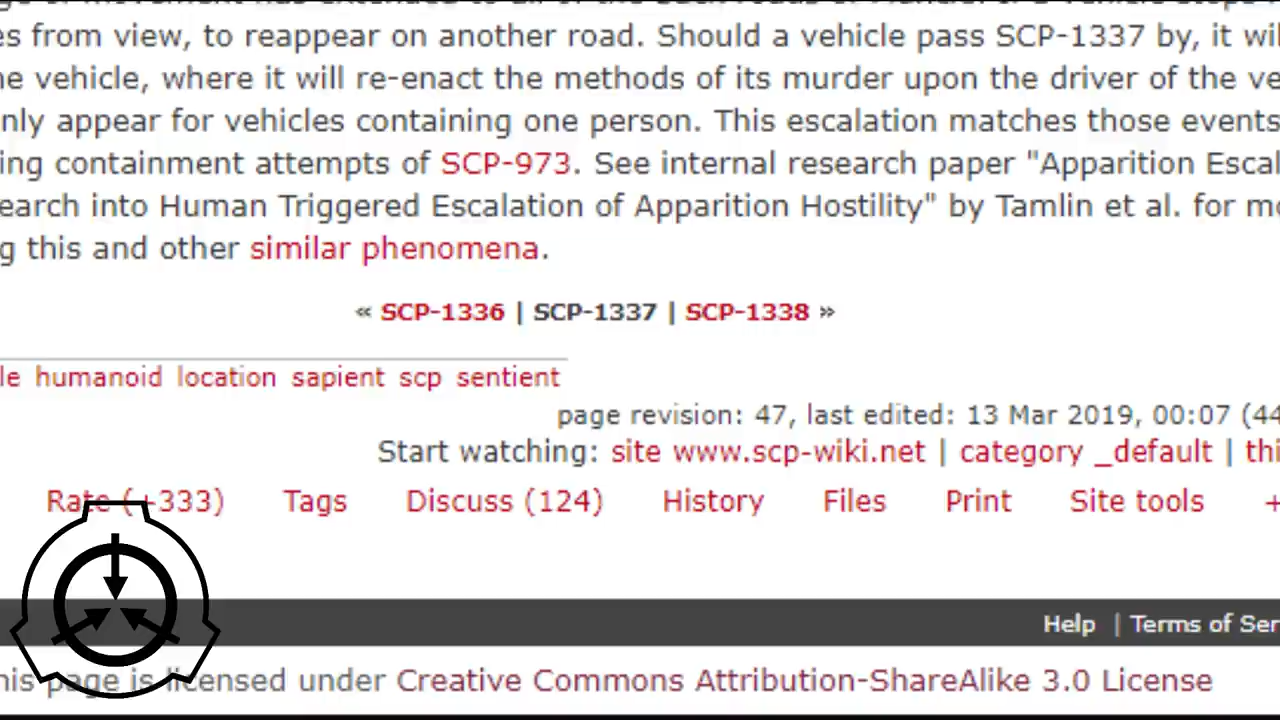 es from view, to reappear on another road. Should a vehicle pass SCP-1337 by, it wil
he vehicle, where it will re-enact the methods of its murder upon the driver of the ve
nly appear for vehicles containing one person. This escalation matches those events
ing containment attempts of SCP-973. See internal research paper "Apparition Escal
earch into Human Triggered Escalation of Apparition Hostility" by Tamlin et al. for mo
g this and other similar phenomena.
« SCP-1336 | SCP-1337 | SCP-1338 »
le humanoid location sapient scp sentient
page revision: 47, last edited: 13 Mar 2019, 00:07 (44
Start watching: site www.scp-wiki.net | category _default | thi
Rate (+333) Tags Discuss (124) History Files Print Site tools +
Help | Terms of Ser
his page is licensed under Creative Commons Attribution-ShareAlike 3.0 License